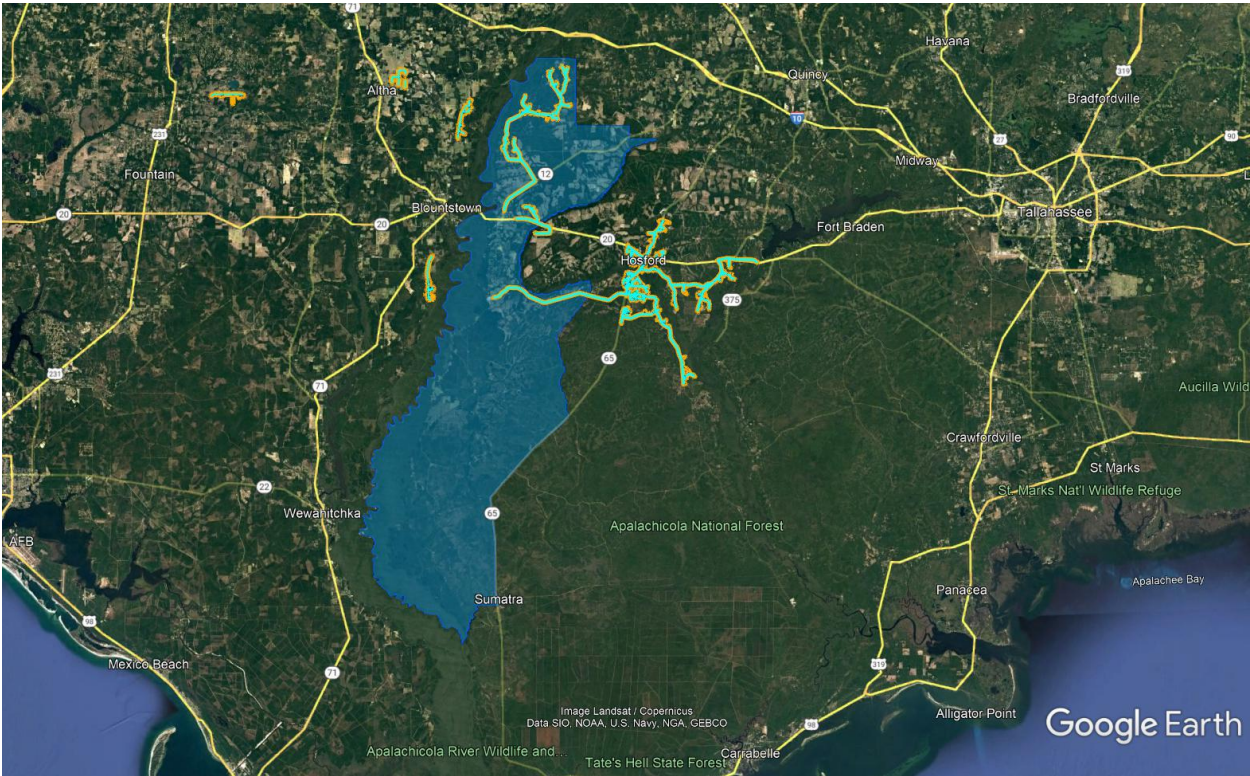 71
Havana
Quincy
319
Altha
Bradfordville
10
27
231
90
Midway
Fountain
12
Blountstown
20
20
Tallahassee
Fort Braden
20
Hosford
375
65
231
71
Aucilla Wild
Crawfordville
St Marks
22
St. Marks Nat'l Wildlife Refuge
Wewahitchka
65
Apalachicola National Forest
AFB
Apalachee Bay
Panacea
Sumatra
98
Mexico Beach
319
71
Image Landsat / Copernicus
Data SIO, NOAA, U.S. Navy, NGA, GEBCO
Alligator Point
98
Google Earth
Apalachicola River Wildlife and...
Carrabelle
Tate's Hell State Forest